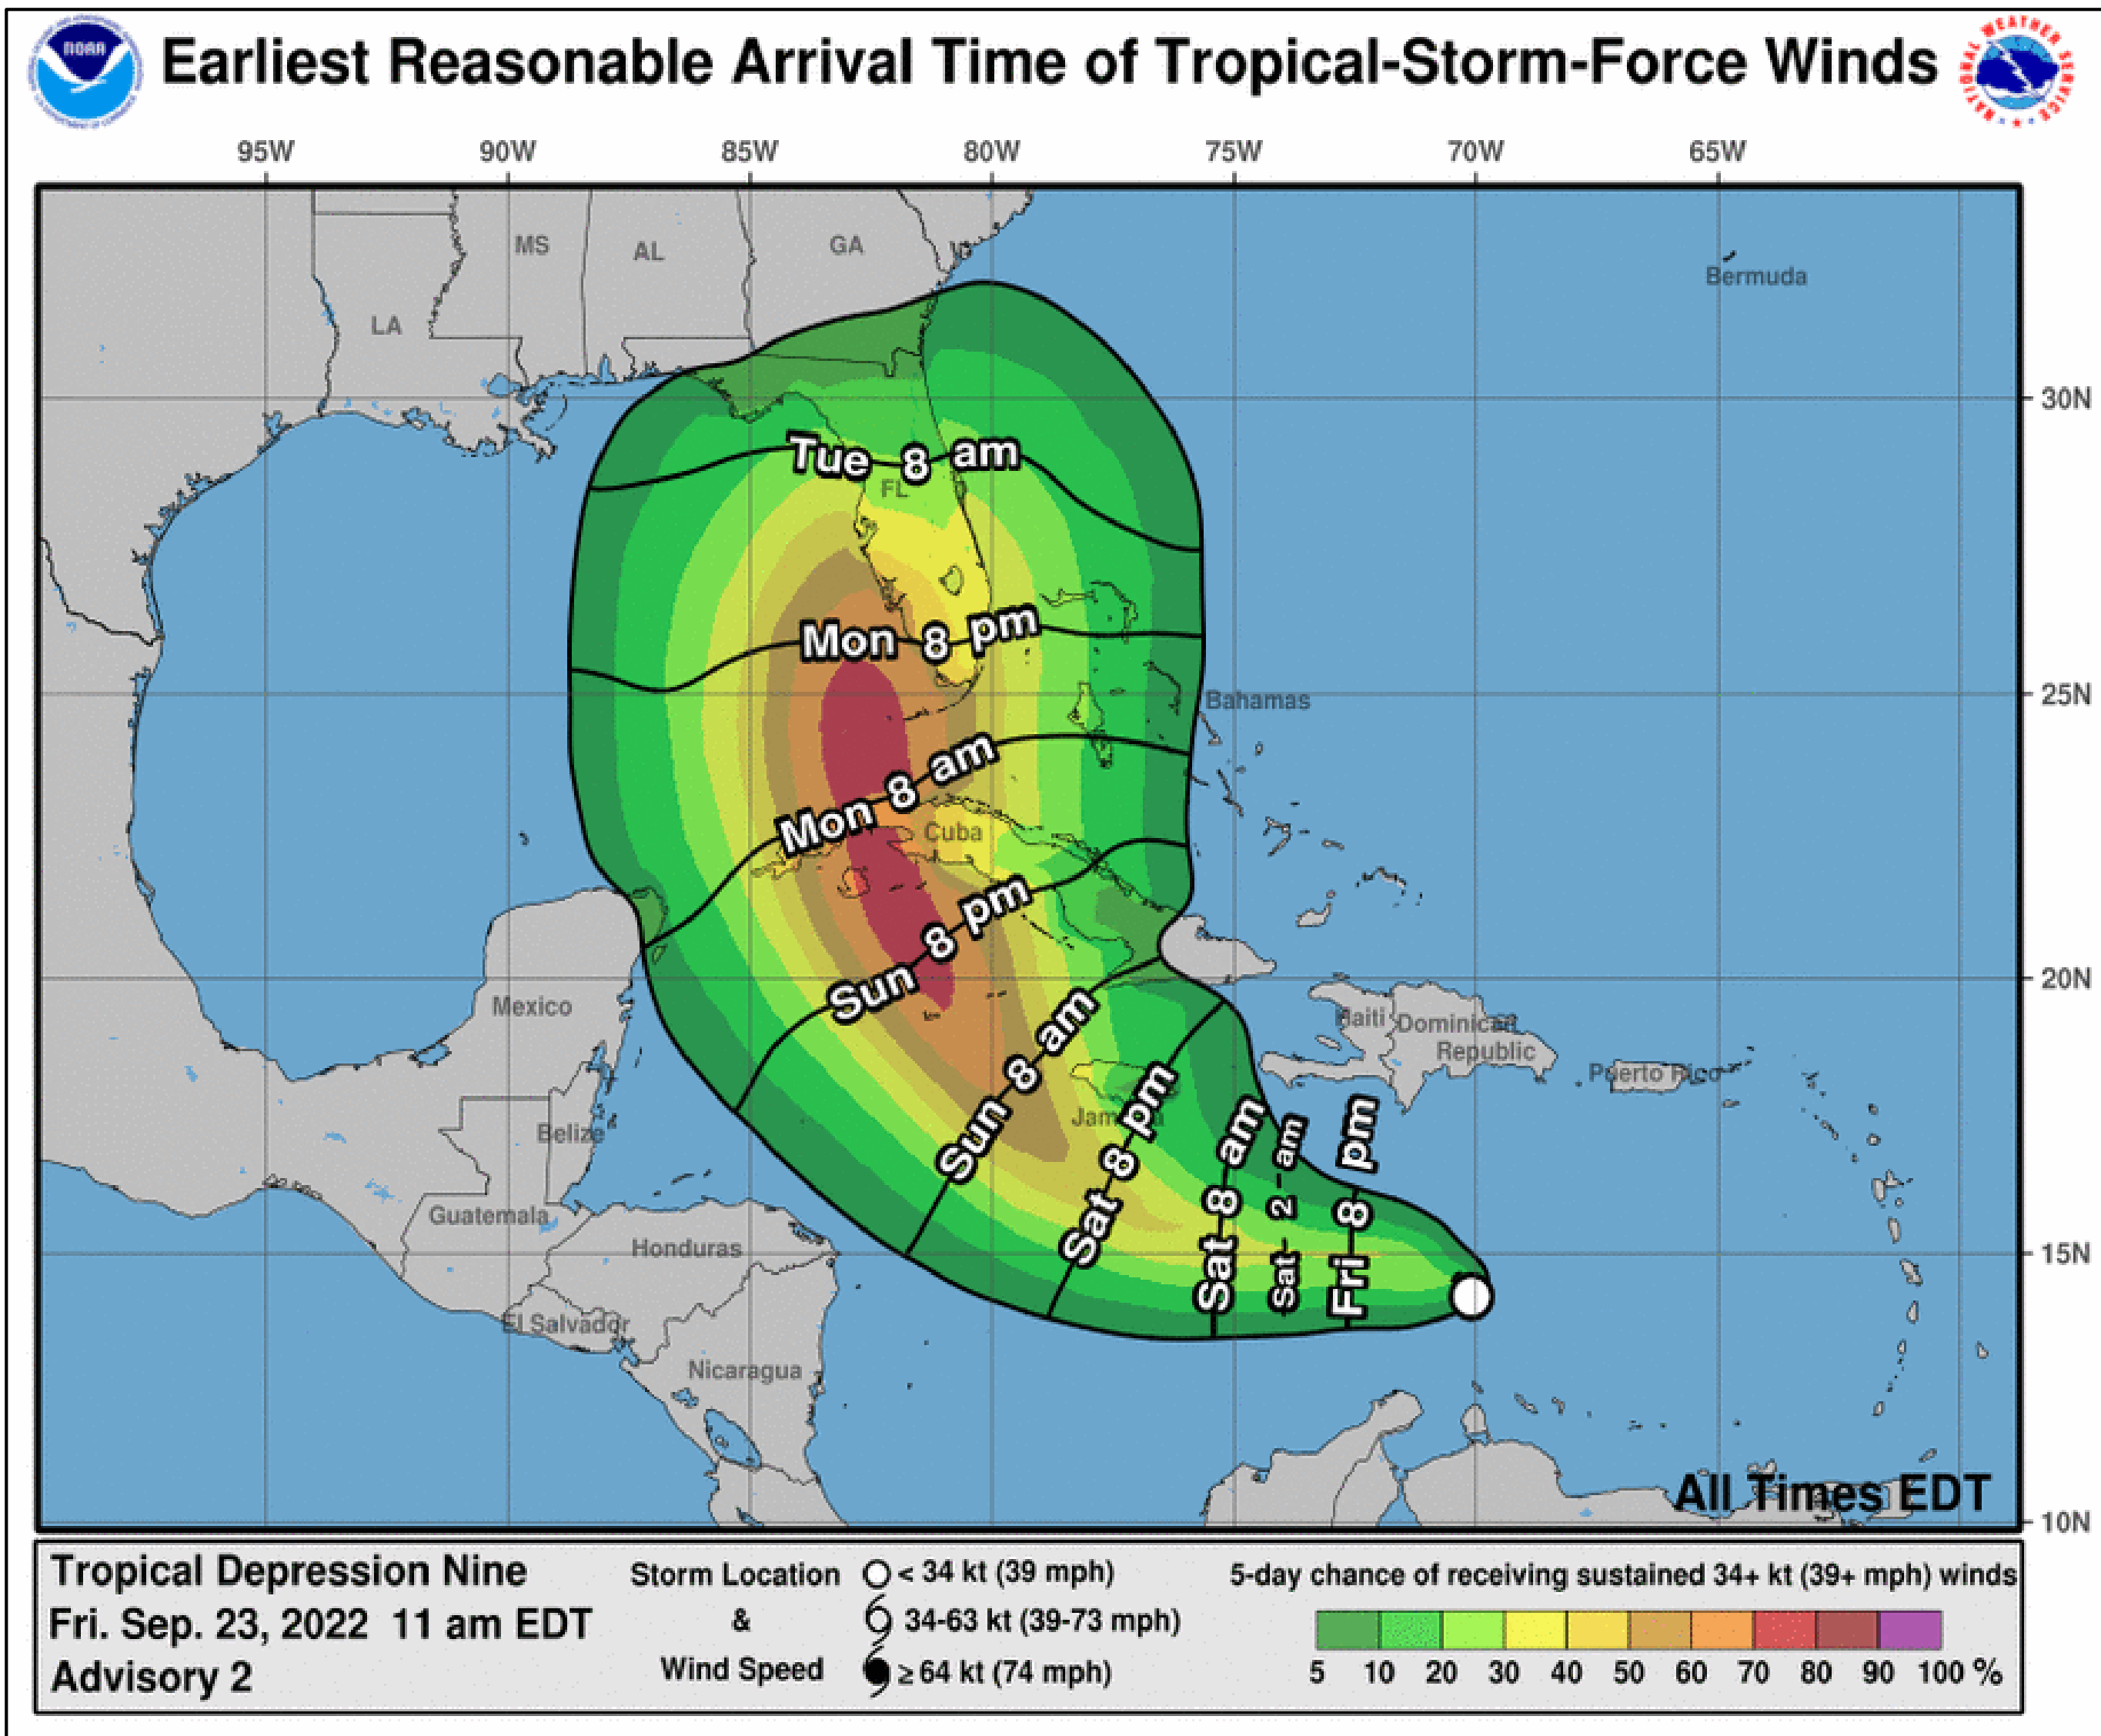 NOAA
Earliest Reasonable Arrival Time of Tropical-Storm-Force Winds
NATIONAL WEATHER SERVICE
95W 90W 85W 80W 75W 70W 65W
MS
AL
GA
Bermuda
LA
30N
Tue 8 am
FL
Mon 8 pm
25N
Bahamas
Mon 8 am
Cuba
Sun 8 pm
20N
Mexico
Haiti
Dominican
Republic
Puerto Rico
Sun 8 am
Jamaica
Sat 8 pm
Sat 8 am
Sat 2 am
Fri 8 pm
Belize
Guatemala
Honduras
15N
El Salvador
Nicaragua
All Times EDT
10N
Tropical Depression Nine
Fri. Sep. 23, 2022 11 am EDT
Advisory 2
Storm Location
&
Wind Speed
< 34 kt (39 mph)
34-63 kt (39-73 mph)
≥ 64 kt (74 mph)
5-day chance of receiving sustained 34+ kt (39+ mph) winds
5 10 20 30 40 50 60 70 80 90 100 %